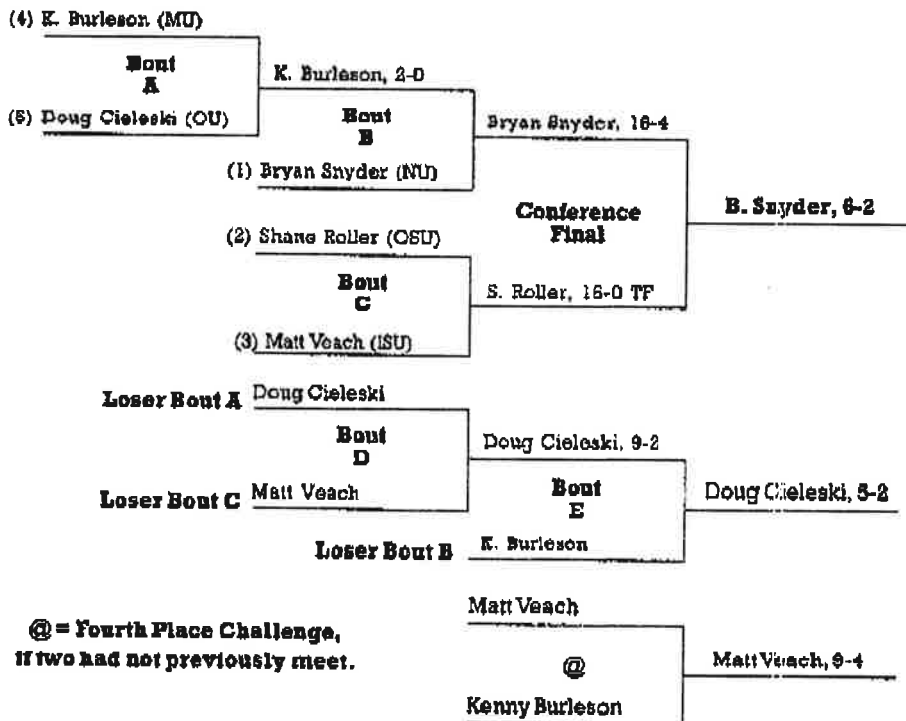 (4) K. Burleson (MU)
Bout
A
K. Burleson, 2-0
(5) Doug Cieleski (OU)
Bout
B
Bryan Snyder, 16-4
(1) Bryan Snyder (NU)
Conference
Final
B. Snyder, 6-2
(2) Shane Roller (OSU)
Bout
C
S. Roller, 16-0 TF
(3) Matt Veach (ISU)
Loser Bout A
Doug Cieleski
Bout
D
Doug Cieleski, 9-2
Loser Bout C
Matt Veach
Bout
E
Doug Cieleski, 5-2
Loser Bout B
K. Burleson
Matt Veach
@ = Fourth Place Challenge,
if two had not previously meet.
@
Matt Veach, 9-4
Kenny Burleson